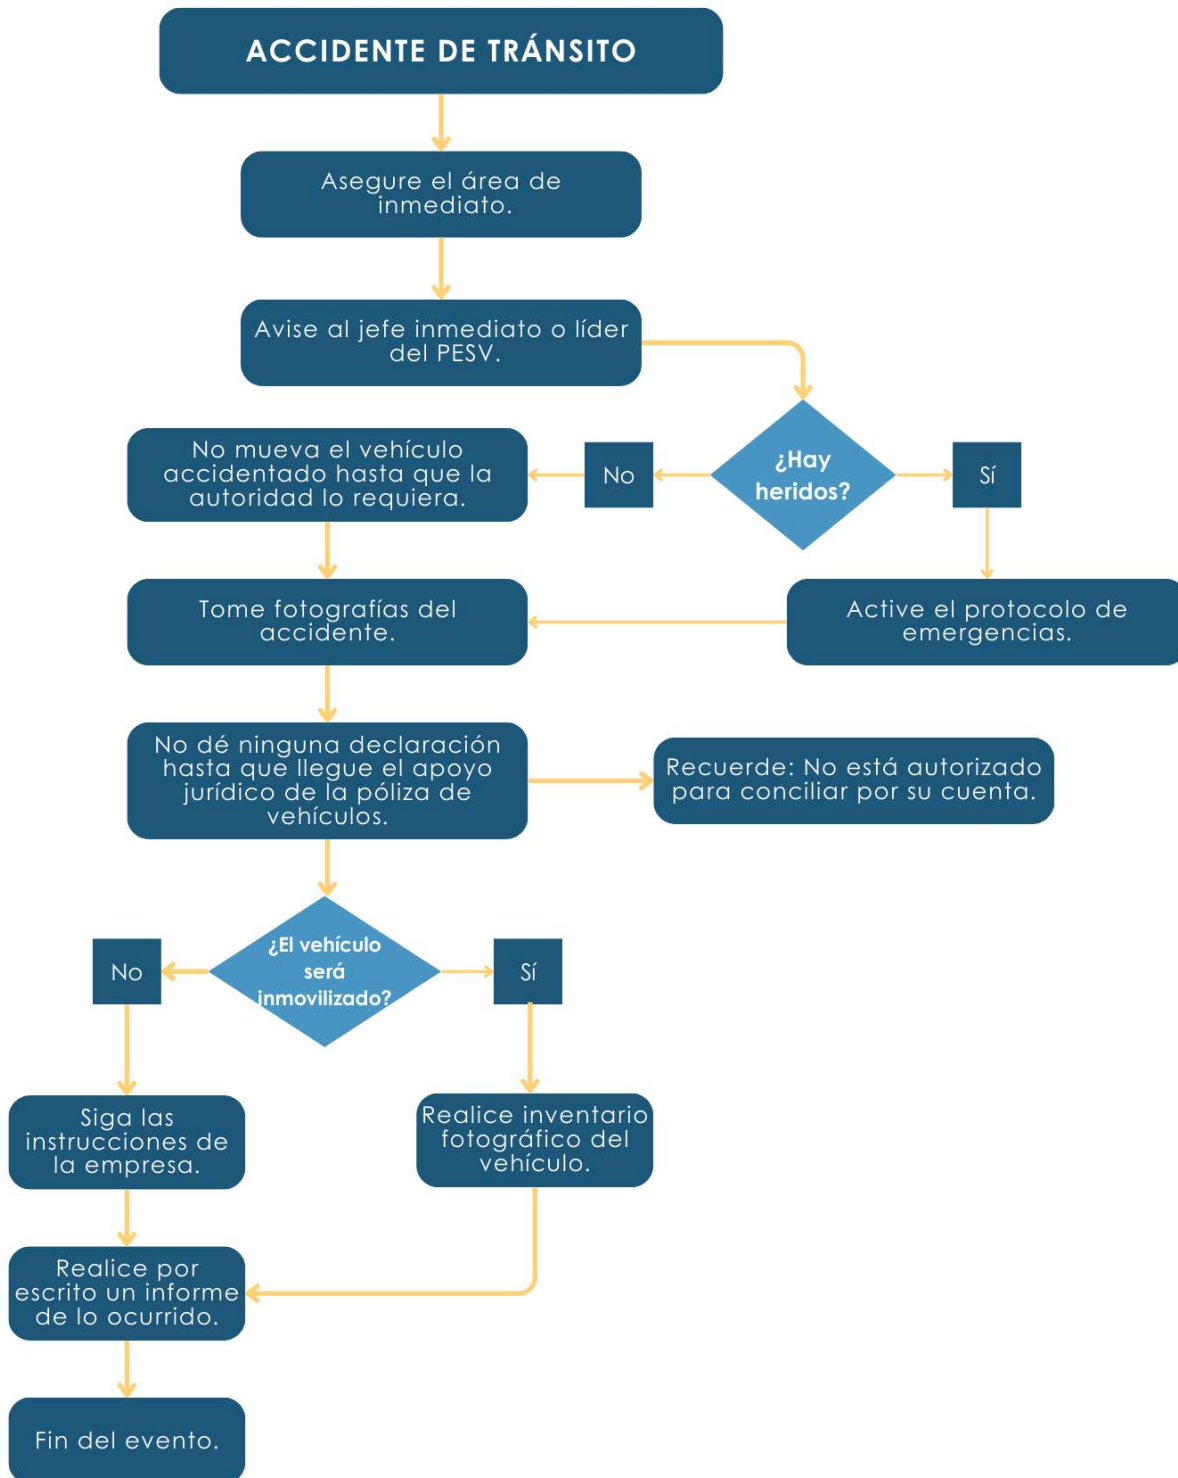 ACCIDENTE DE TRÁNSITO
Asegure el área de
inmediato.
Avise al jefe inmediato o líder
del PESV.
¿Hay
heridos?
No
Sí
No mueva el vehículo
accidentado hasta que la
autoridad lo requiera.
Active el protocolo de
emergencias.
Tome fotografías del
accidente.
No dé ninguna declaración
hasta que llegue el apoyo
jurídico de la póliza de
vehículos.
Recuerde: No está autorizado
para conciliar por su cuenta.
¿El vehículo
será
inmovilizado?
No
Sí
Siga las
instrucciones de
la empresa.
Realice inventario
fotográfico del
vehículo.
Realice por
escrito un informe
de lo ocurrido.
Fin del evento.